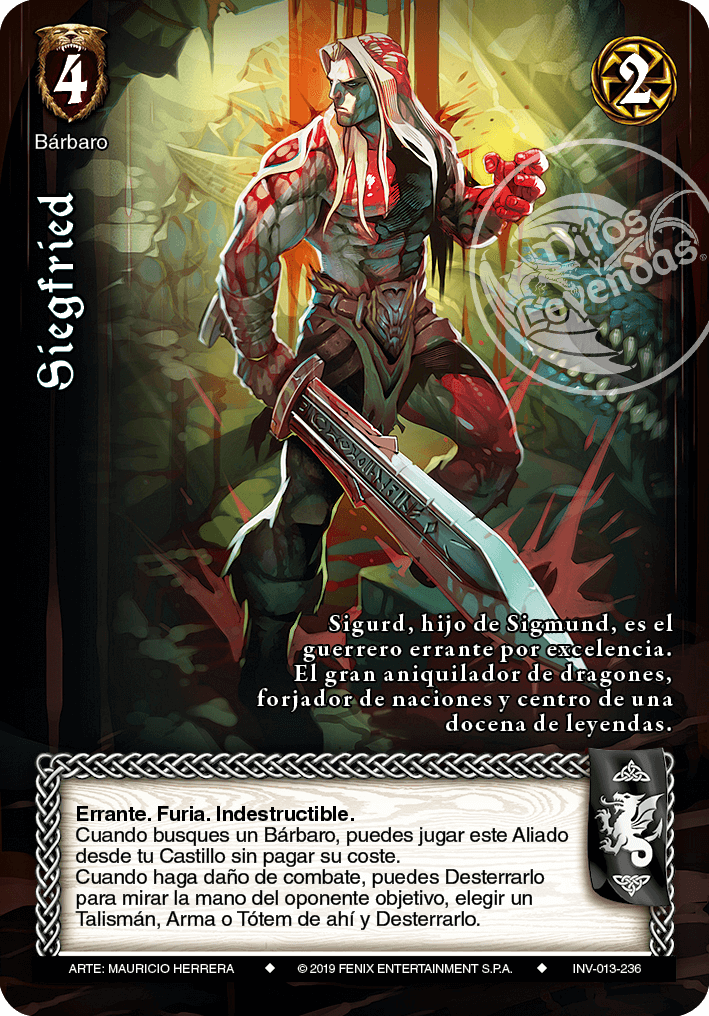 4
2
Bárbaro
Siegfried
Mitos
y
Leyendas
®
Sigurd, hijo de Sigmund, es el
guerrero errante por excelencia.
El gran aniquilador de dragones,
forjador de naciones y centro de una
docena de leyendas.
Errante. Furia. Indestructible.
Cuando busques un Bárbaro, puedes jugar este Aliado
desde tu Castillo sin pagar su coste.
Cuando haga daño de combate, puedes Desterrarlo
para mirar la mano del oponente objetivo, elegir un
Talismán, Arma o Tótem de ahí y Desterrarlo.
ARTE: MAURICIO HERRERA ◆ © 2019 FENIX ENTERTAINMENT S.P.A. ◆ INV-013-236